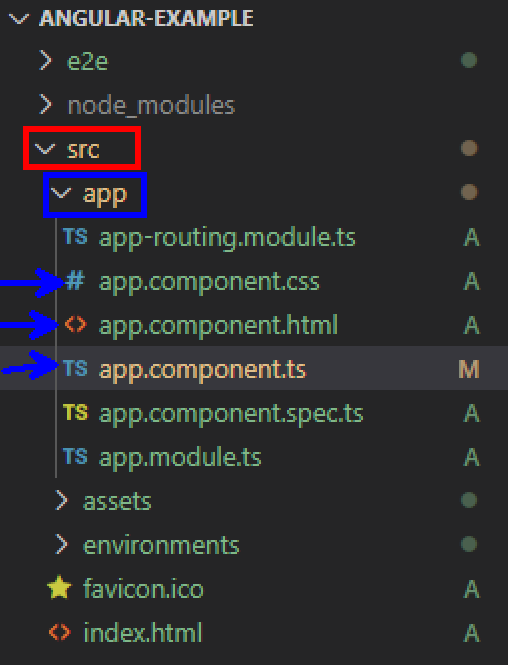 ANGULAR-EXAMPLE
e2e
node_modules
src
app
TS app-routing.module.ts A
# app.component.css A
<> app.component.html A
TS app.component.ts M
TS app.component.spec.ts A
TS app.module.ts A
assets
environments
favicon.ico A
<> index.html A